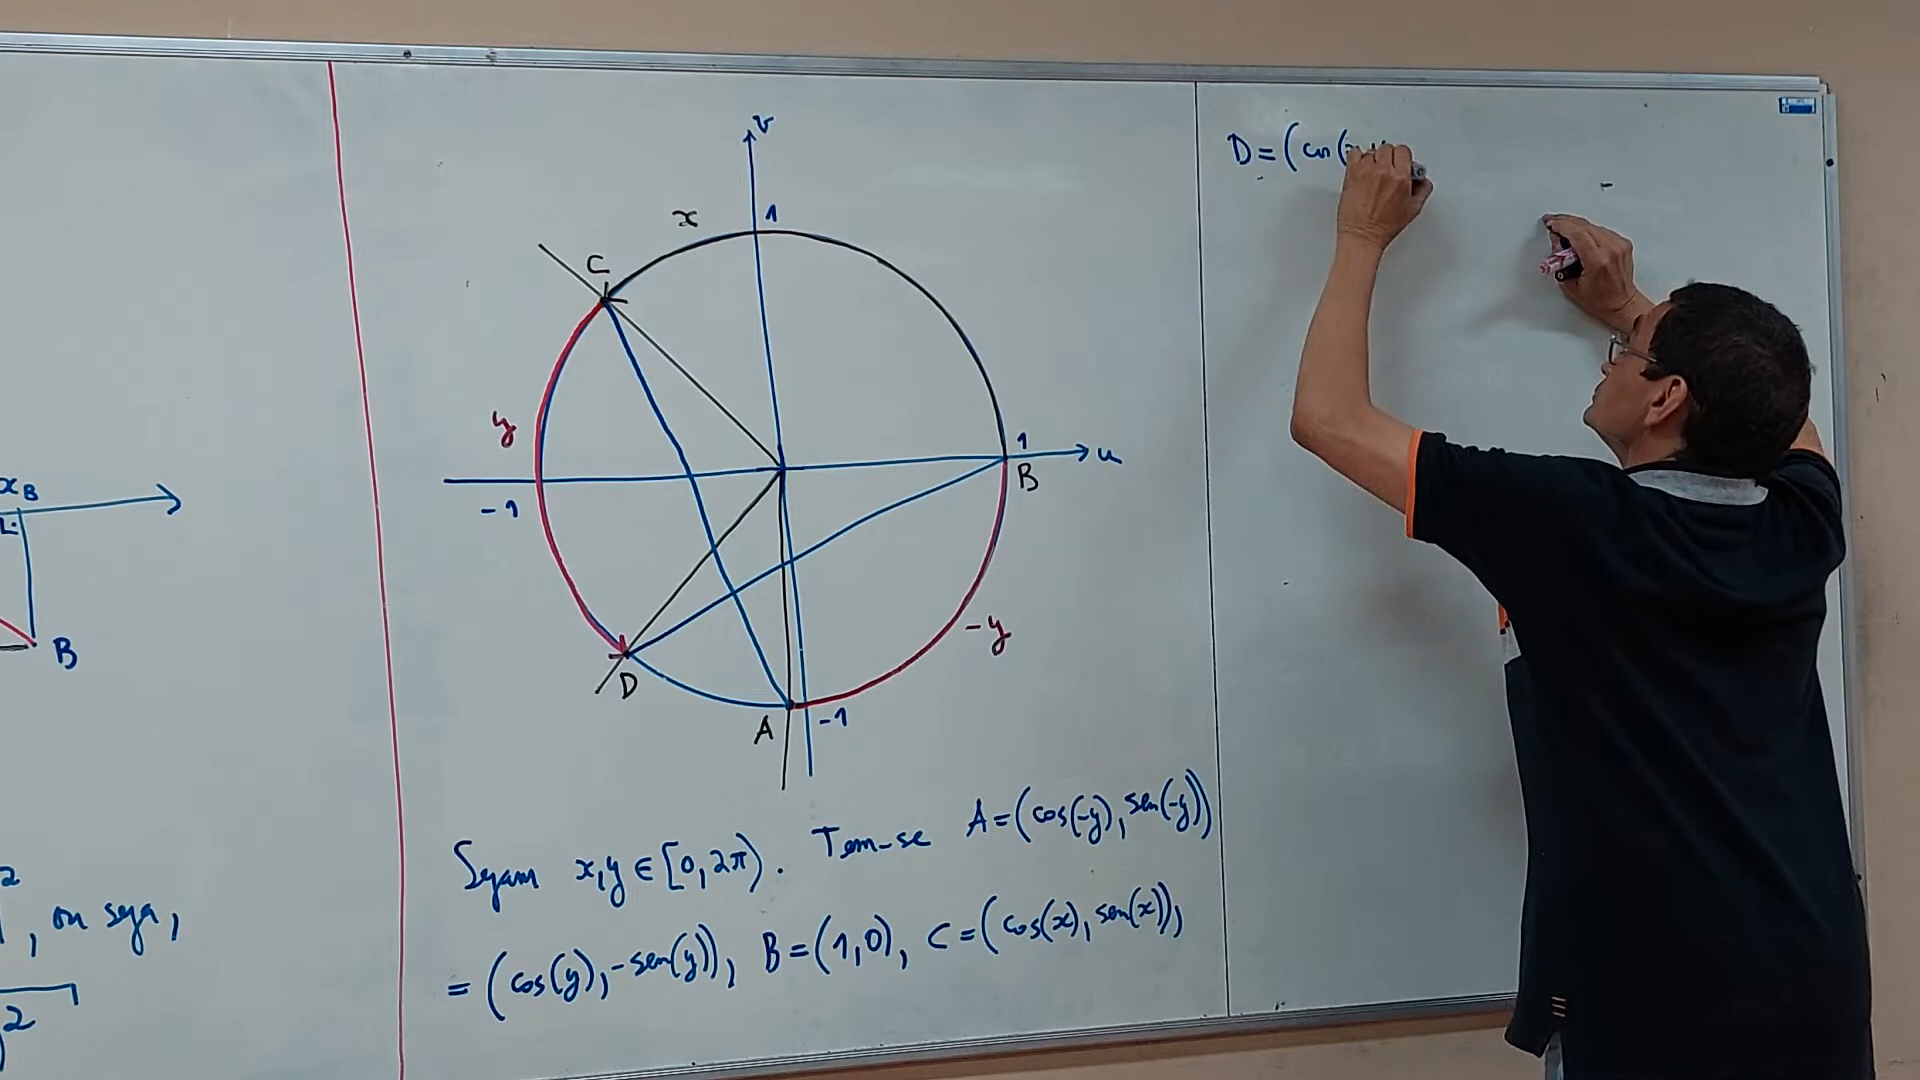 x_B
B
2
, ou seja,
2
v
x
1
C
y
1
u
-1
B
-y
D
A
-1
Sejam x,y ∈ [0,2π). Tem-se A=(cos(-y), sen(-y))
= (cos(y), -sen(y)), B=(1,0), C=(cos(x), sen(x)),
D=(cos(